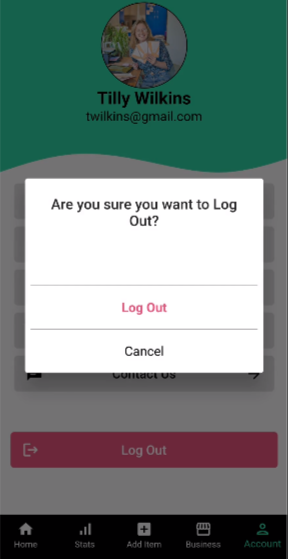 Tilly Wilkins
twilkins@gmail.com
Are you sure you want to Log
Out?
Log Out
Cancel
Contact Us
Log Out
Home
Stats
Add Item
Business
Account